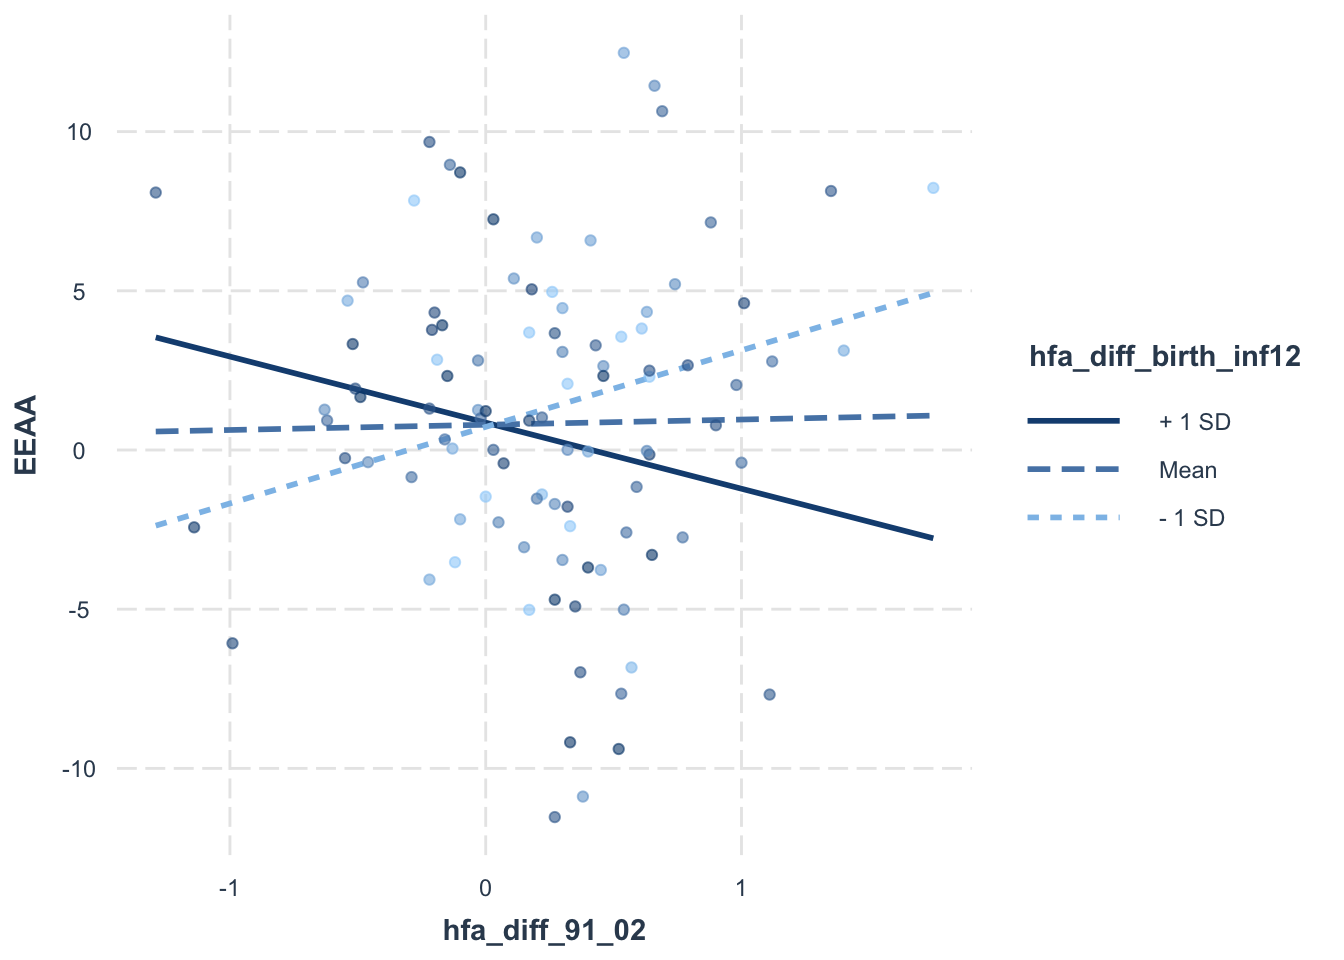 10
5
0
-5
-10
EEAA
-1
0
1
hfa_diff_91_02
hfa_diff_birth_inf12
+ 1 SD
Mean
- 1 SD